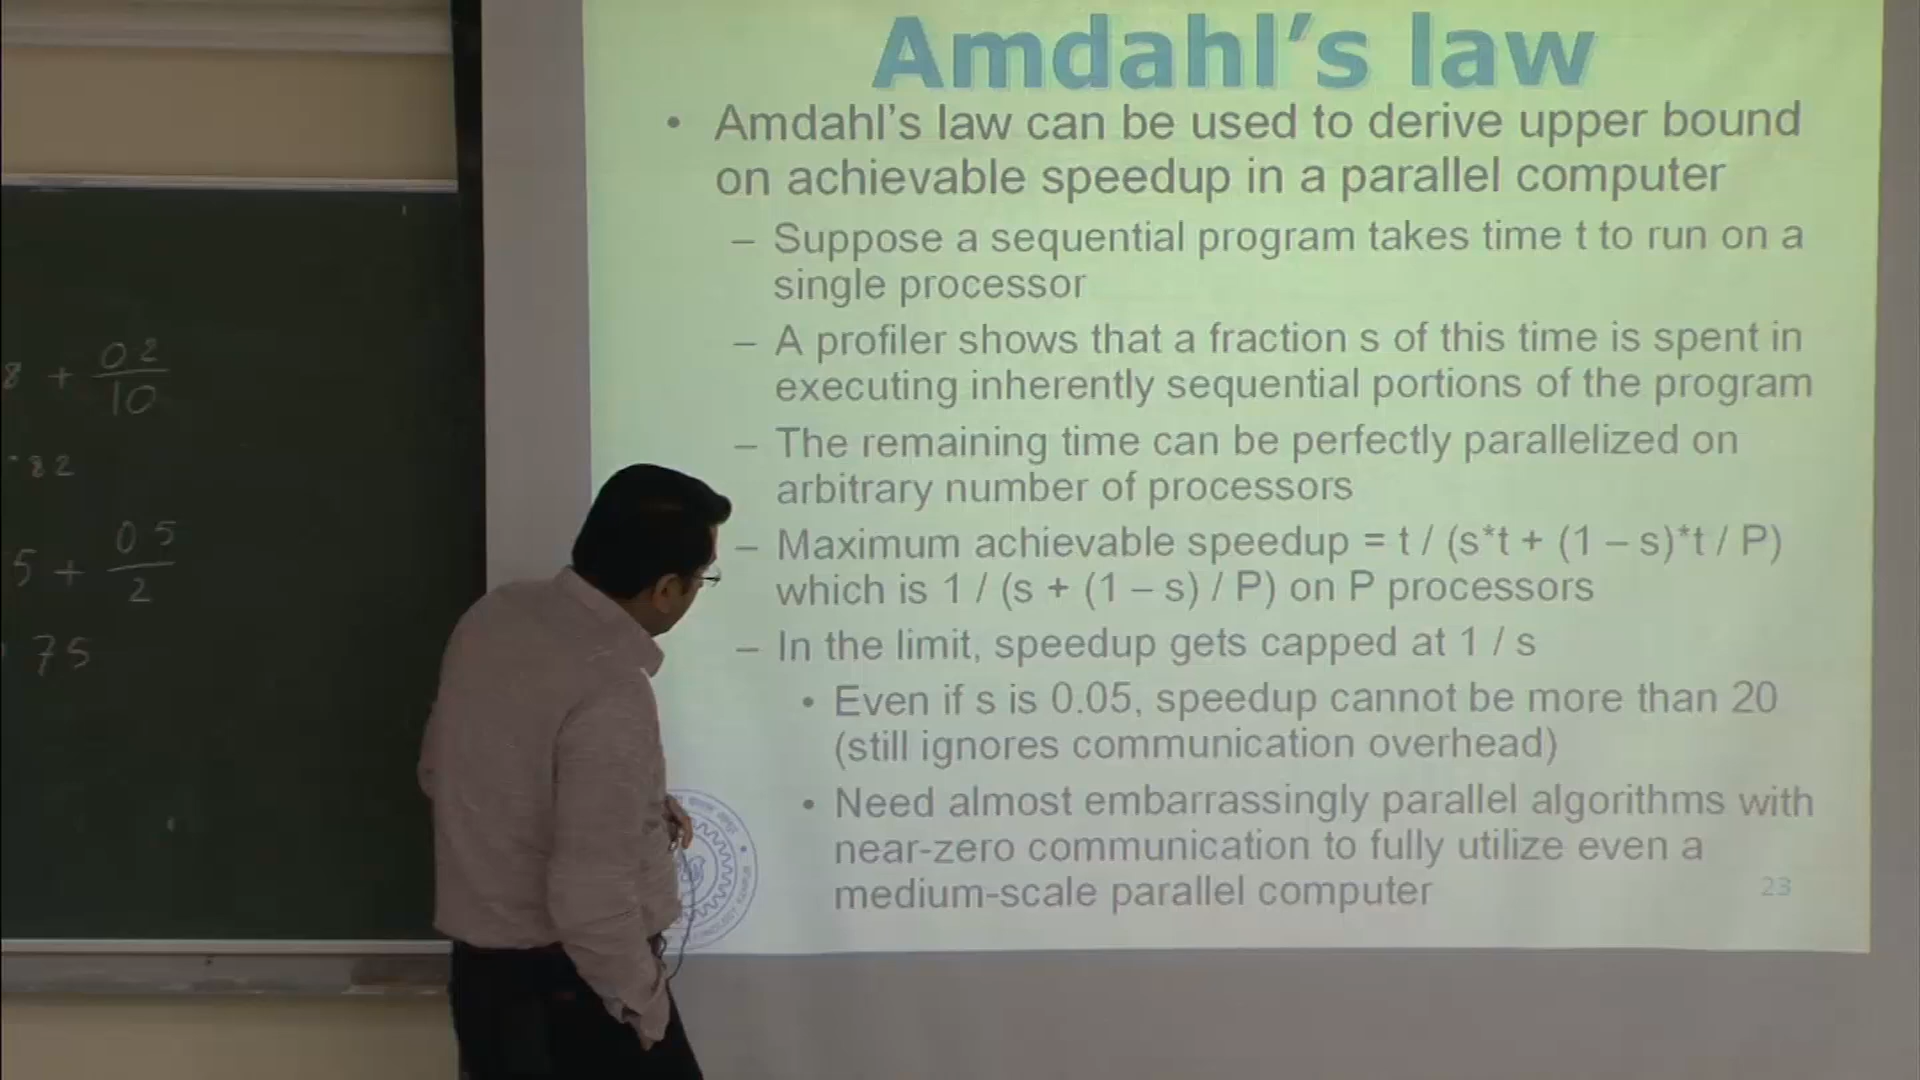 Amdahl's law
• Amdahl's law can be used to derive upper bound
on achievable speedup in a parallel computer
– Suppose a sequential program takes time t to run on a
single processor
– A profiler shows that a fraction s of this time is spent in
executing inherently sequential portions of the program
– The remaining time can be perfectly parallelized on
arbitrary number of processors
– Maximum achievable speedup = t / (s*t + (1 – s)*t / P)
which is 1 / (s + (1 – s) / P) on P processors
– In the limit, speedup gets capped at 1 / s
• Even if s is 0.05, speedup cannot be more than 20
(still ignores communication overhead)
• Need almost embarrassingly parallel algorithms with
near-zero communication to fully utilize even a
medium-scale parallel computer
23
8 + 02
10
82
5 + 05
2
75